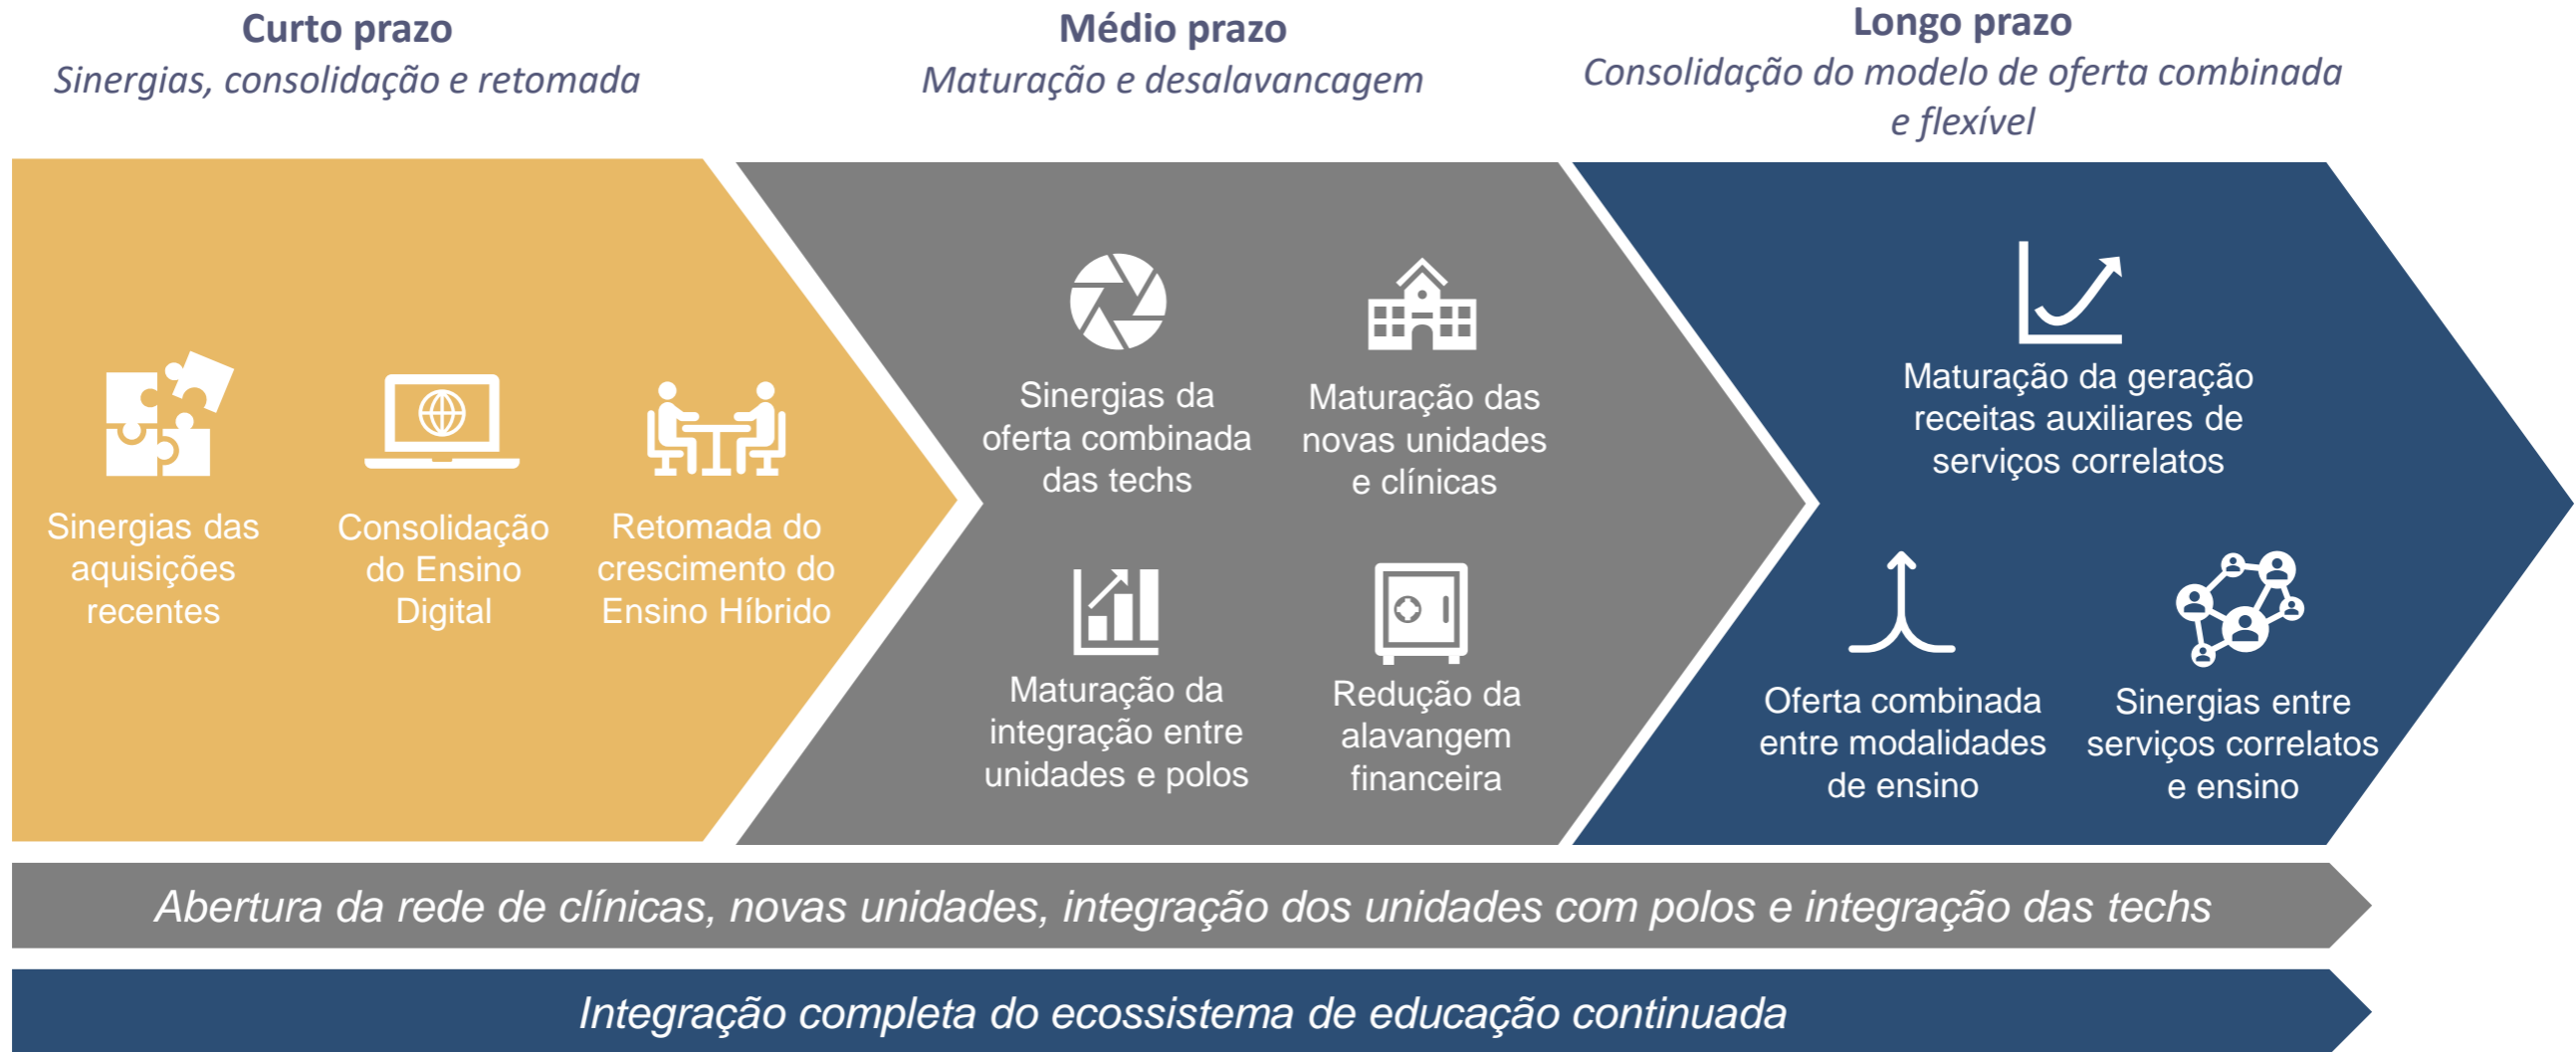 Curto prazo
Sinergias, consolidação e retomada
Médio prazo
Maturação e desalavancagem
Longo prazo
Consolidação do modelo de oferta combinada
e flexível
Sinergias das
aquisições
recentes
Consolidação
do Ensino
Digital
Retomada do
crescimento do
Ensino Híbrido
Sinergias da
oferta combinada
das techs
Maturação das
novas unidades
e clínicas
Maturação da
integração entre
unidades e polos
Redução da
alavangem
financeira
Maturação da geração
receitas auxiliares de
serviços correlatos
Oferta combinada
entre modalidades
de ensino
Sinergias entre
serviços correlatos
e ensino
Abertura da rede de clínicas, novas unidades, integração dos unidades com polos e integração das techs
Integração completa do ecossistema de educação continuada